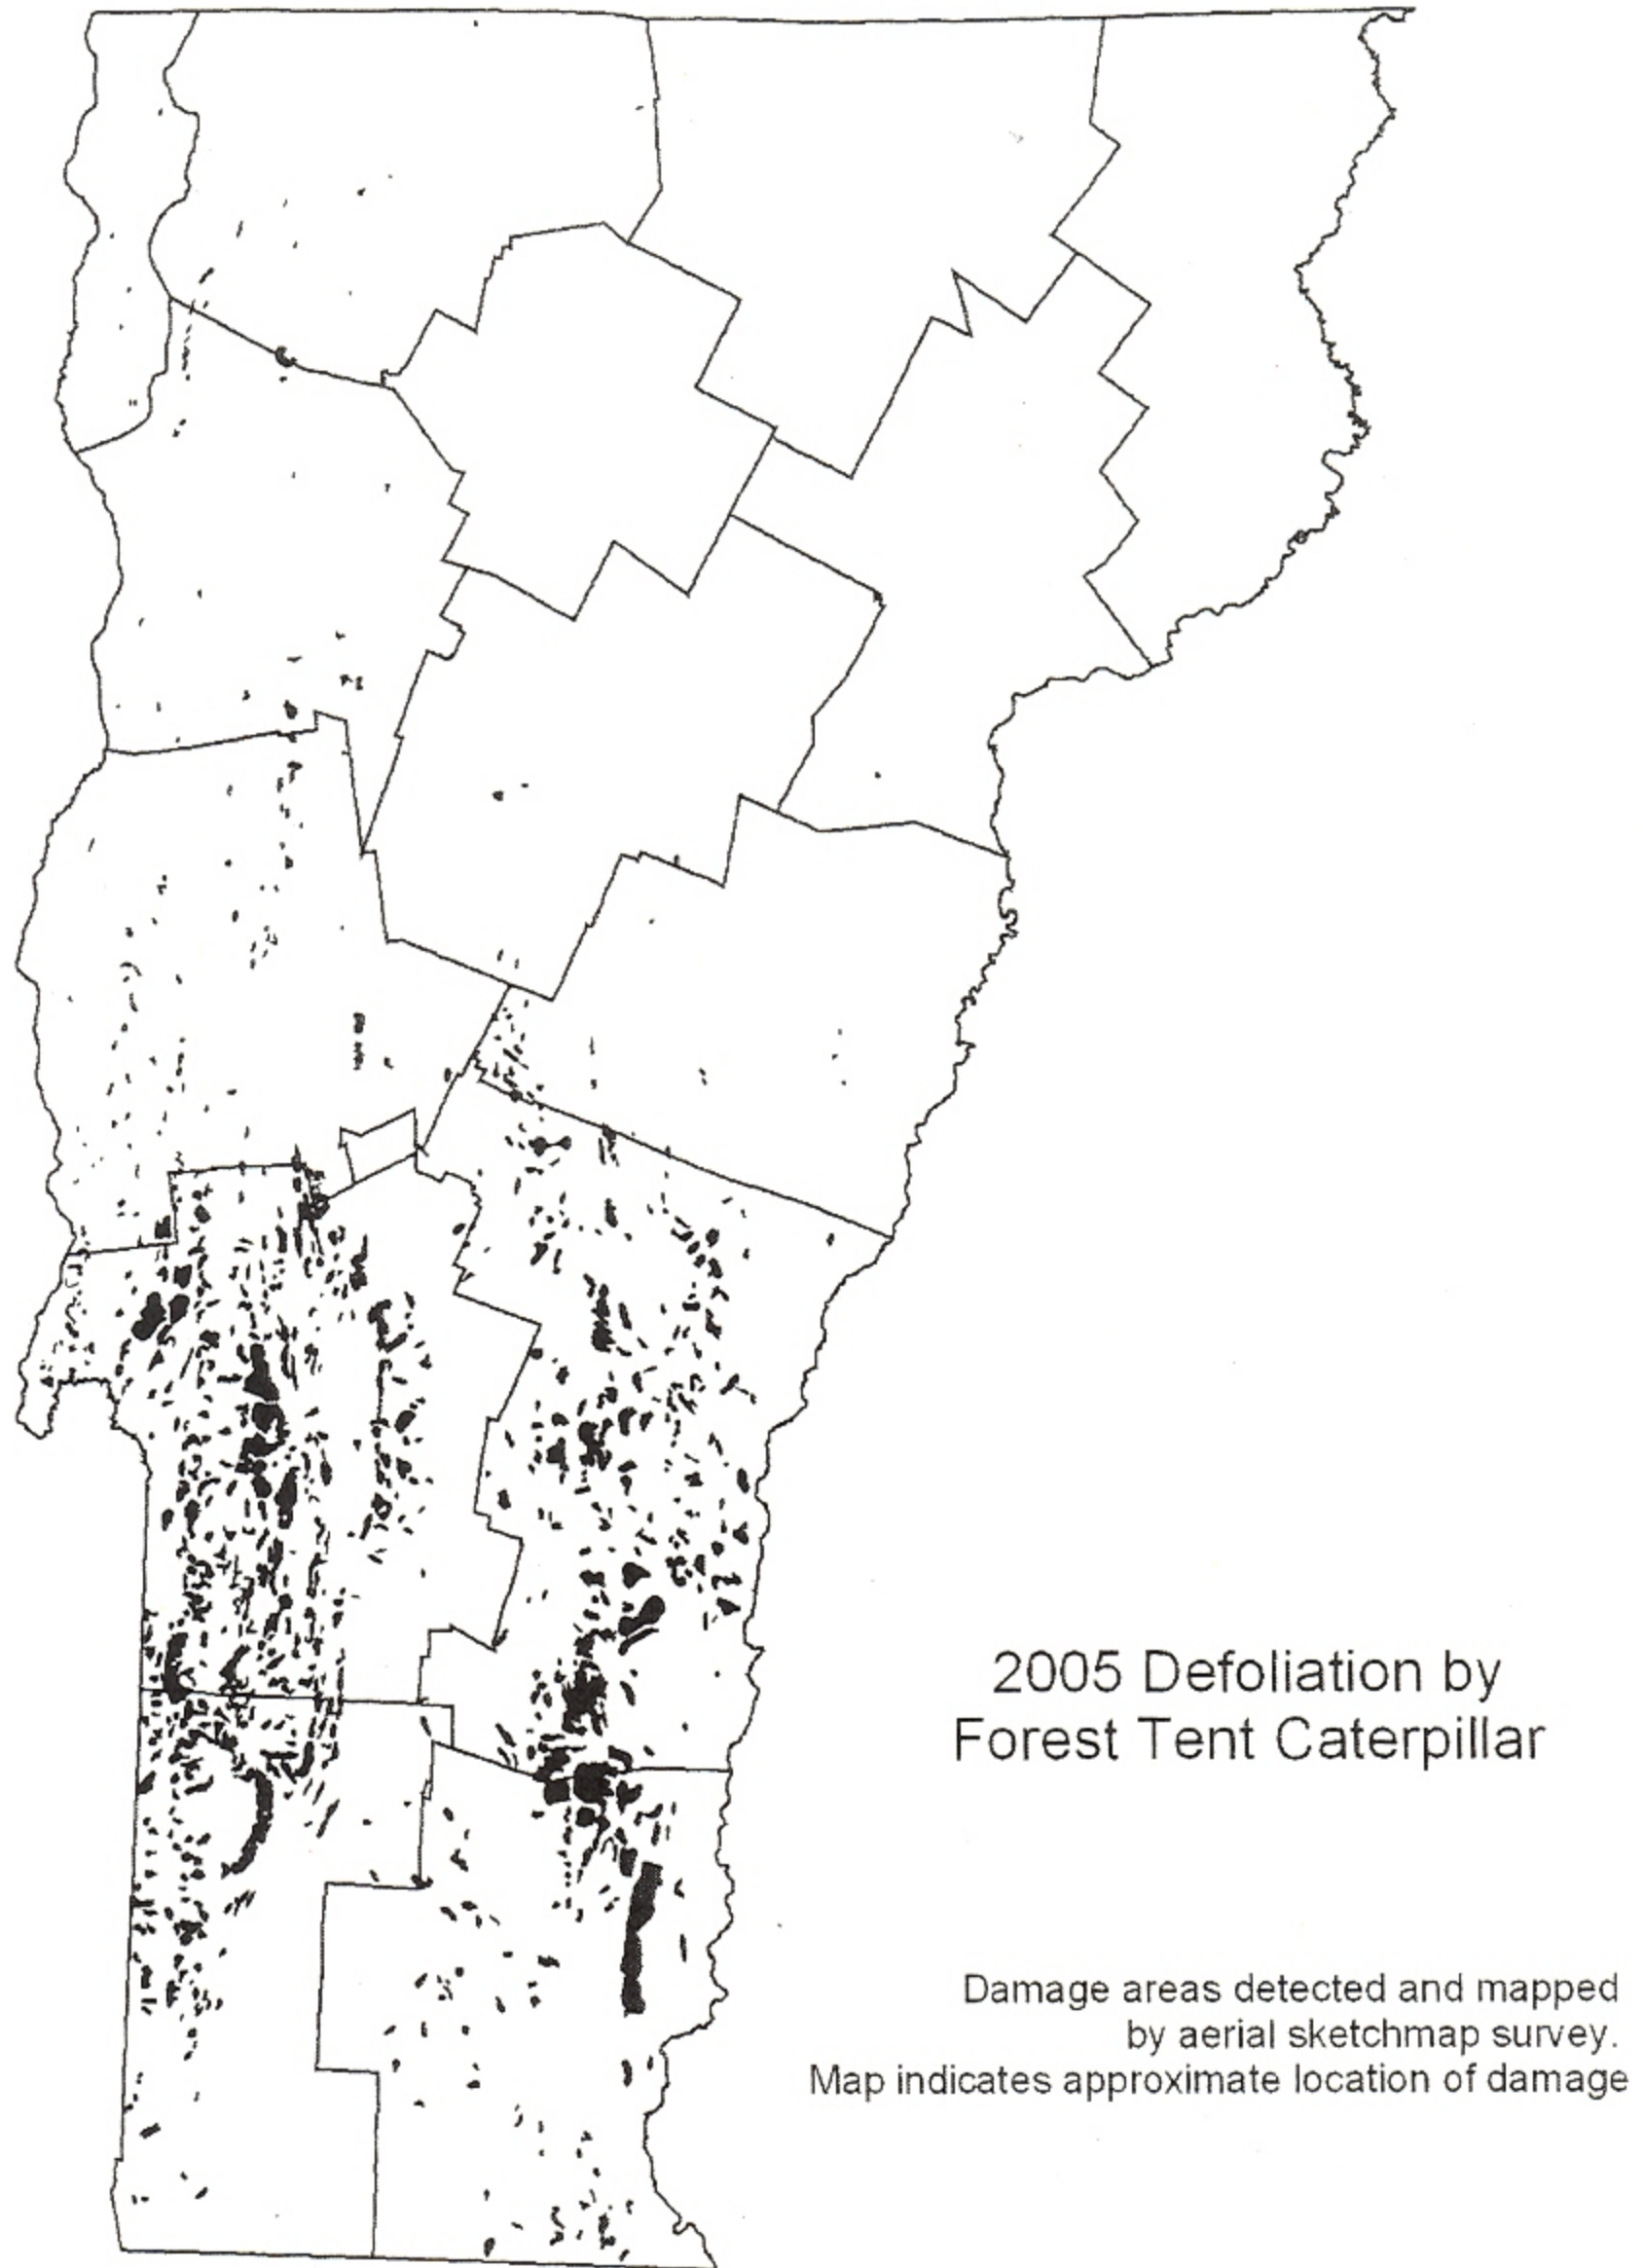 2005 Defoliation by
Forest Tent Caterpillar
Damage areas detected and mapped
by aerial sketchmap survey.
Map indicates approximate location of damage